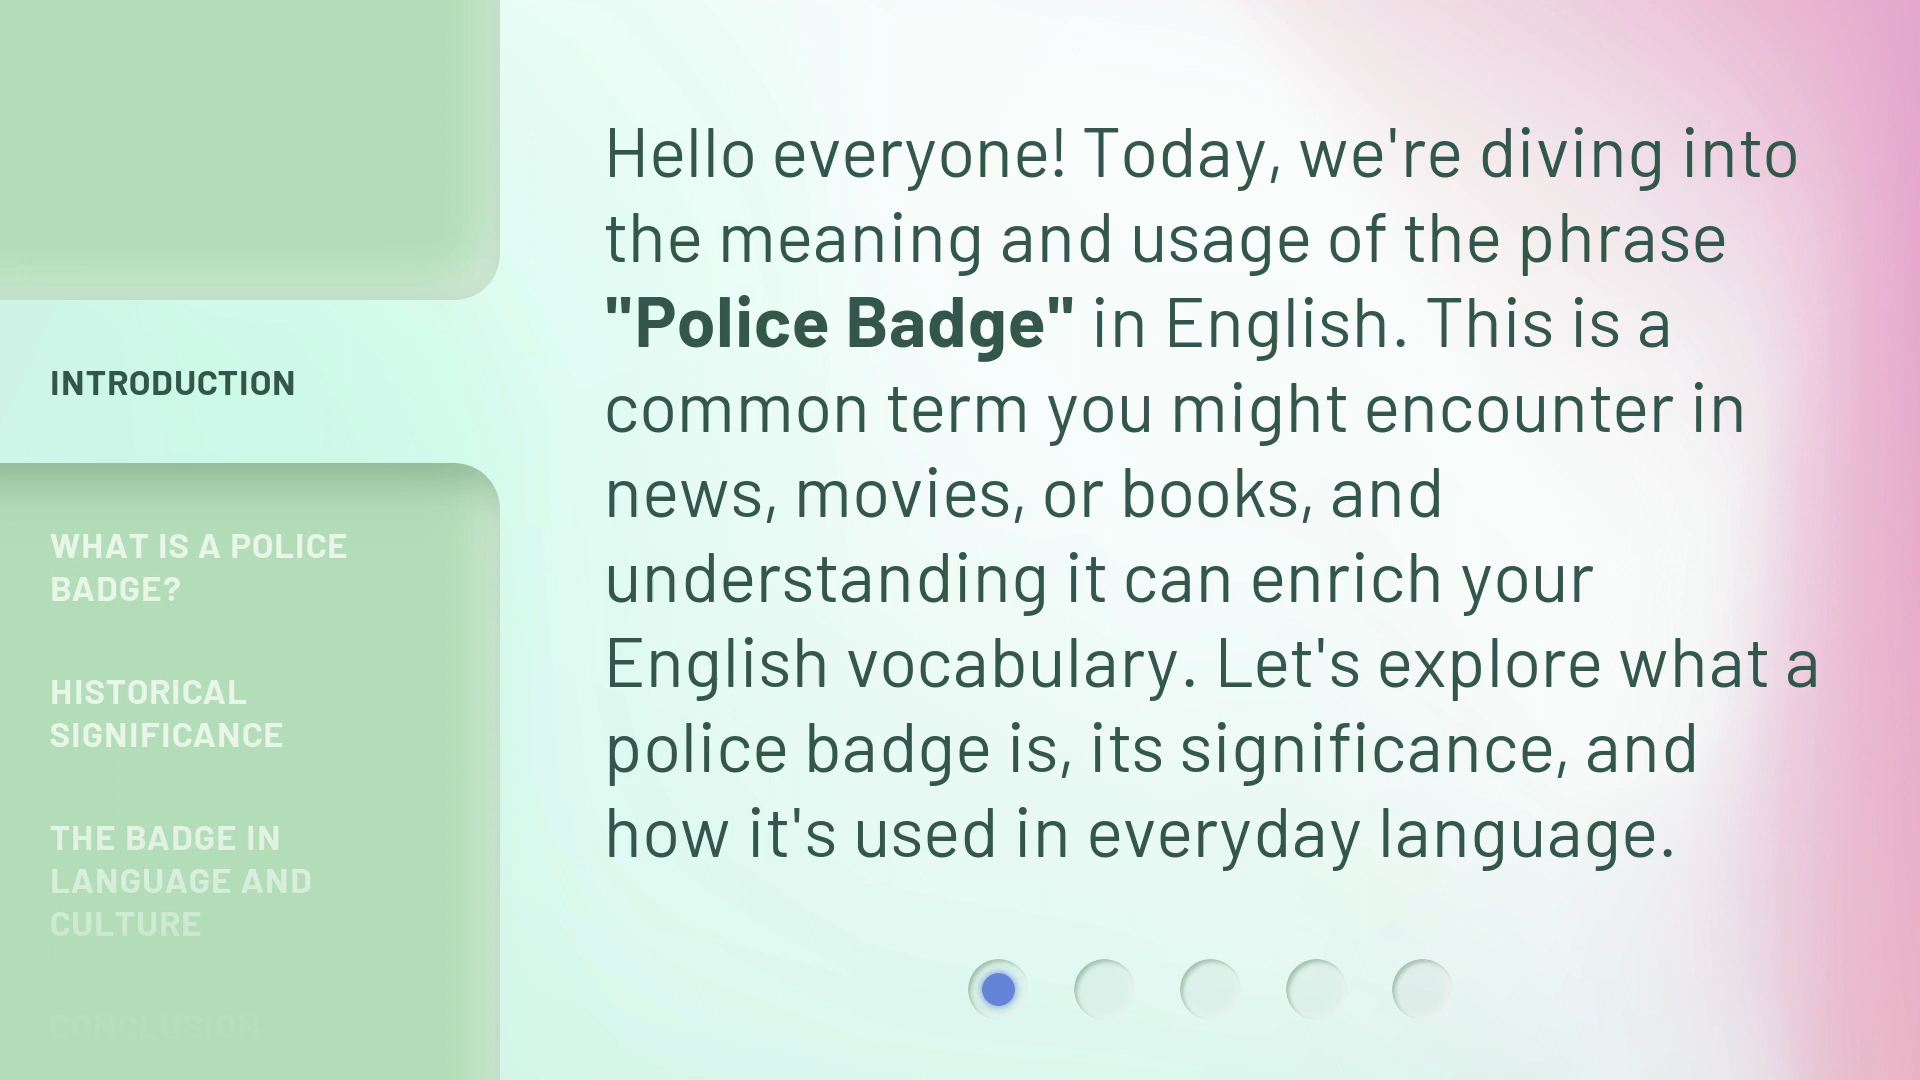 INTRODUCTION
WHAT IS A POLICE
BADGE?
HISTORICAL
SIGNIFICANCE
THE BADGE IN
LANGUAGE AND
CULTURE
CONCLUSION
Hello everyone! Today, we're diving into
the meaning and usage of the phrase
"Police Badge" in English. This is a
common term you might encounter in
news, movies, or books, and
understanding it can enrich your
English vocabulary. Let's explore what a
police badge is, its significance, and
how it's used in everyday language.